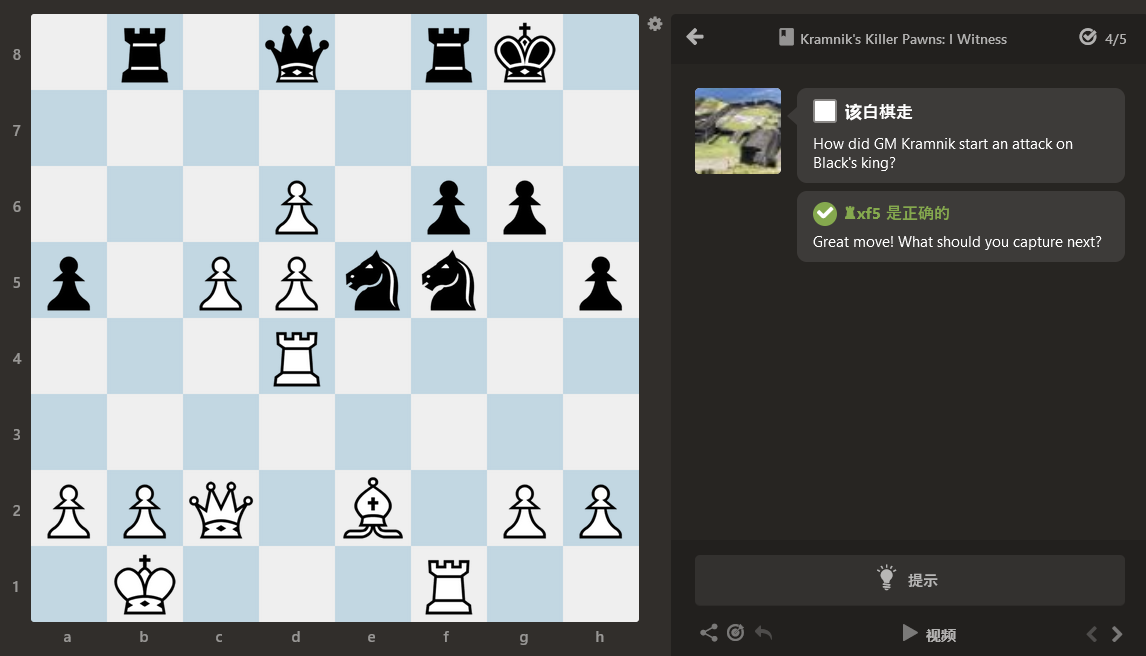 Kramnik's Killer Pawns: I Witness
4/5
该白棋走
How did GM Kramnik start an attack on
Black's king?
♜xf5 是正确的
Great move! What should you capture next?
提示
视频
8
7
6
5
4
3
2
1
a b c d e f g h